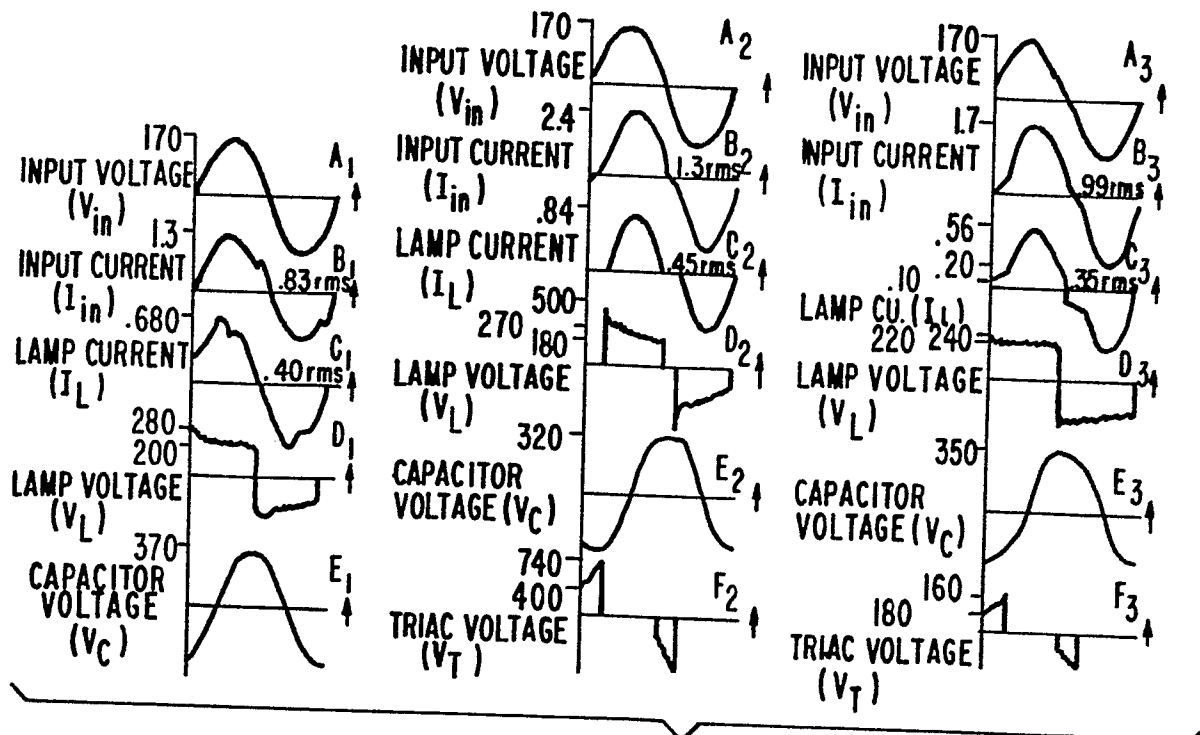 170
INPUT VOLTAGE
(Vin)
A1
1.3
INPUT CURRENT
(Iin)
B1
.83rms
.680
LAMP CURRENT
(IL)
C1
.40rms
280
200
D1
LAMP VOLTAGE
(VL)
370
CAPACITOR
VOLTAGE
(VC)
E1
170
INPUT VOLTAGE
(Vin)
A2
2.4
INPUT CURRENT
(Iin)
B2
1.3rms
.84
LAMP CURRENT
(IL)
C2
.45rms
500
270
180
D2
LAMP VOLTAGE
(VL)
320
CAPACITOR
VOLTAGE (VC)
E2
740
400
F2
TRIAC VOLTAGE
(VT)
170
INPUT VOLTAGE
(Vin)
A3
1.7
INPUT CURRENT
(Iin)
B3
.99rms
.56
.20
.10
C3
.35rms
LAMP CU.(IL)
220 240
D3
LAMP VOLTAGE
(VL)
350
CAPACITOR
VOLTAGE (VC)
E3
160
180
F3
TRIAC VOLTAGE
(VT)